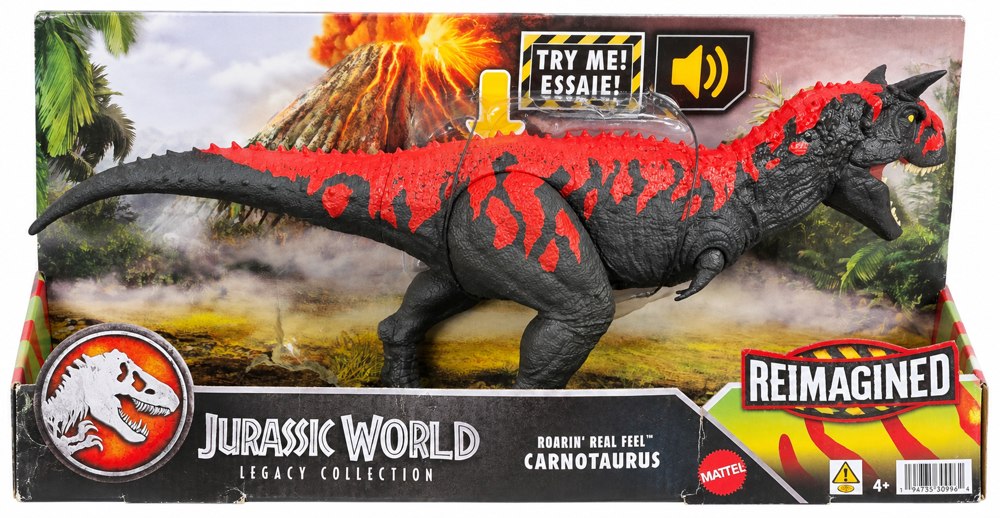 TRY ME!
ESSAIE!
REIMAGINED
JURASSIC WORLD
LEGACY COLLECTION
ROARIN' REAL FEEL™
CARNOTAURUS
MATTEL
4+
1 94735 30996 4